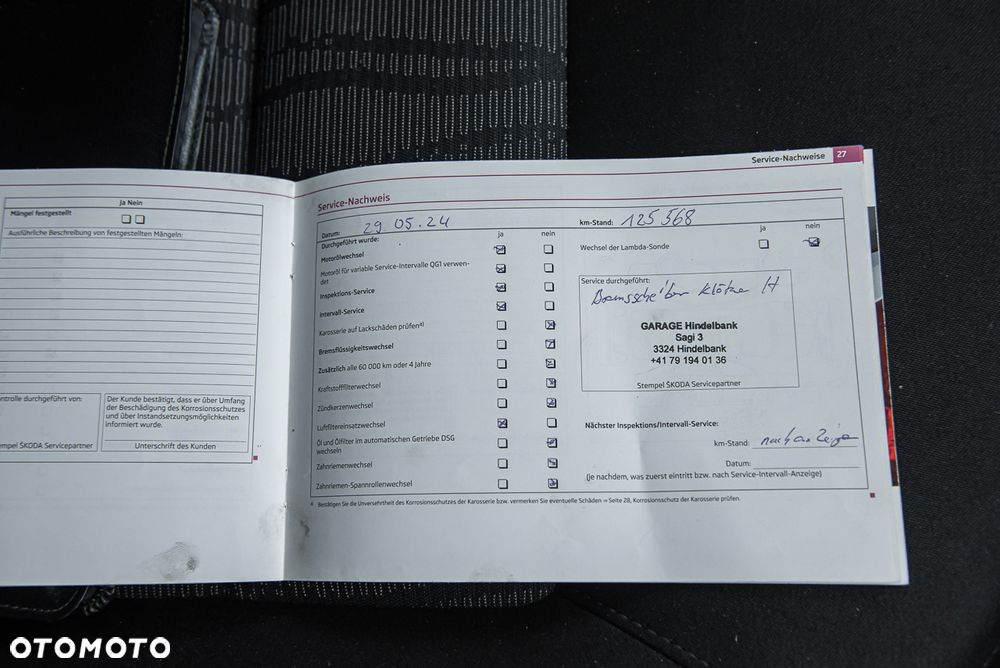 Service-Nachweise 27
Ja Nein
Mängel festgestellt
Ausführliche Beschreibung von festgestellten Mängeln:
ntrolle durchgeführt von:
Der Kunde bestätigt, dass er über Umfang
der Beschädigung des Korrosionsschutzes
und über Instandsetzungsmöglichkeiten
informiert wurde.
empel ŠKODA Servicepartner
Unterschrift des Kunden
Service-Nachweis
Datum: 29 05.24
km-Stand: 125 568
Durchgeführt wurde:
ja nein
Motorölwechsel
Motoröl für variable Service-Intervalle QG1 verwen-
det
Inspektions-Service
Intervall-Service
Karosserie auf Lackschäden prüfen a)
Bremsflüssigkeitswechsel
Zusätzlich alle 60 000 km oder 4 Jahre
Kraftstofffilterwechsel
Zündkerzenwechsel
Luftfiltereinsatzwechsel
Öl und Ölfilter im automatischen Getriebe DSG
wechseln
Zahnriemenwechsel
Zahnriemen-Spannrollenwechsel
ja nein
Wechsel der Lambda-Sonde
Service durchgeführt:
Bremsscheiben Klötze H
GARAGE Hindelbank
Sagi 3
3324 Hindelbank
+41 79 194 01 36
Stempel ŠKODA Servicepartner
Nächster Inspektions/Intervall-Service:
km-Stand: nach Anzeige
Datum:
(je nachdem, was zuerst eintritt bzw. nach Service-Intervall-Anzeige)
a Bestätigen Sie die Unversehrtheit des Korrosionsschutzes der Karosserie bzw. vermerken Sie eventuelle Schäden ⇒ Seite 28, Korrosionsschutz der Karosserie prüfen.
OTOMOTO